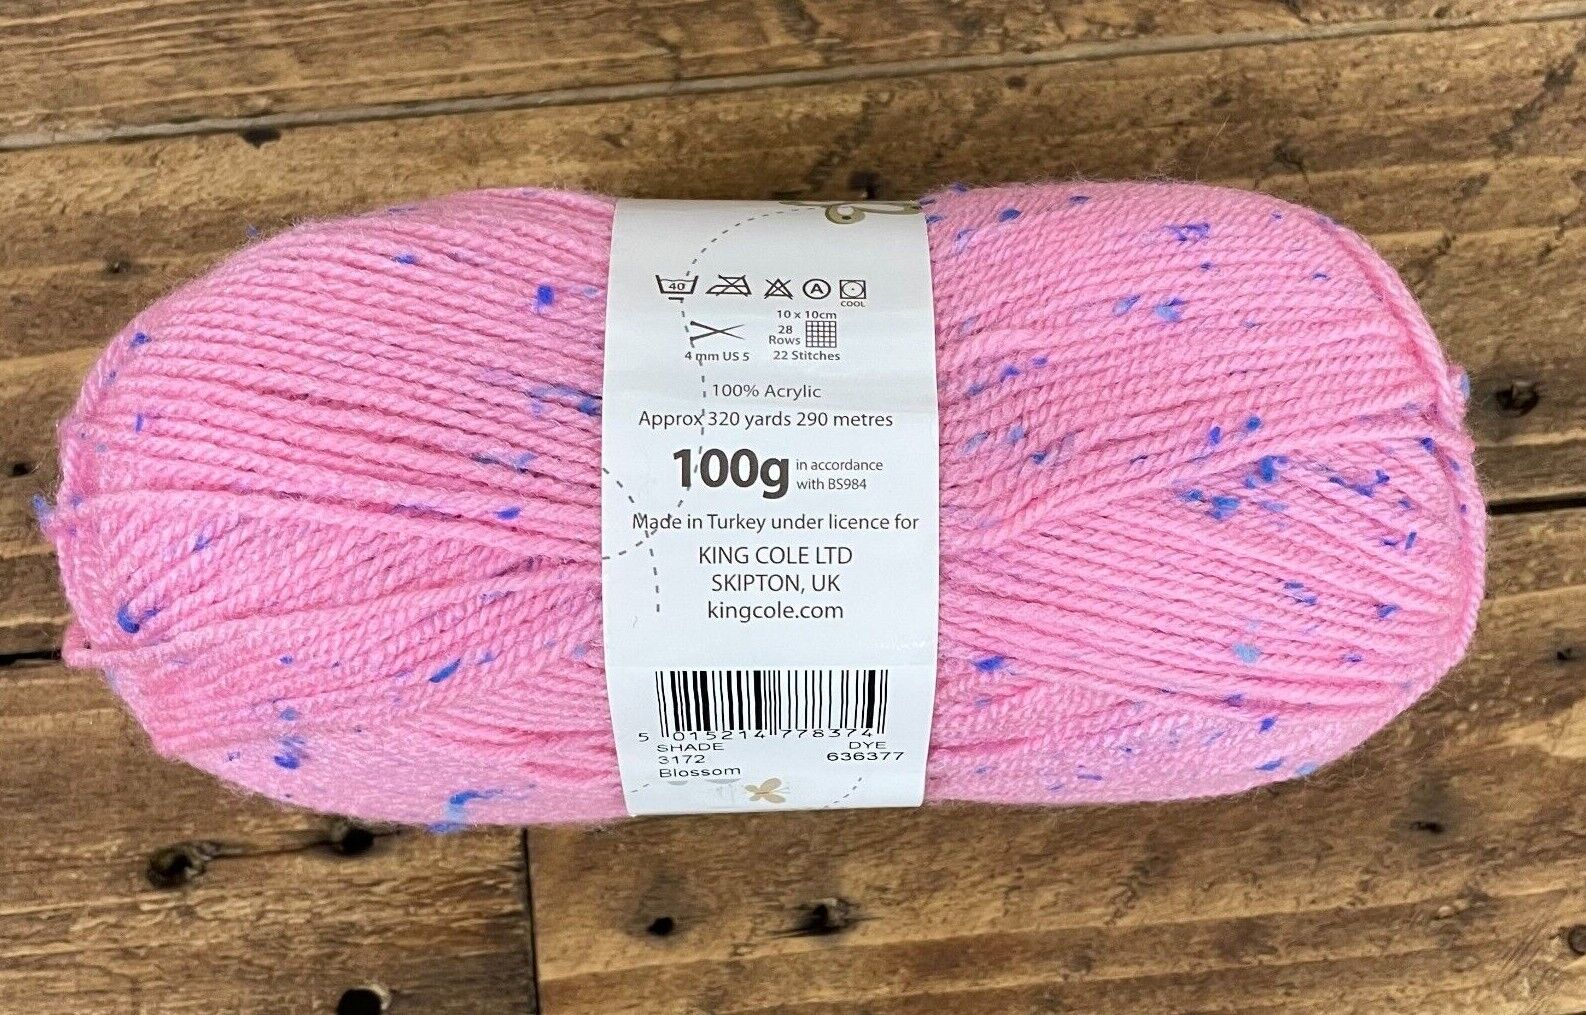 40
A
COOL
10 x 10cm
28
Rows
4 mm US 5
22 Stitches
100% Acrylic
Approx 320 yards 290 metres
100g in accordance
with BS984
Made in Turkey under licence for
KING COLE LTD
SKIPTON, UK
kingcole.com
5 015214 778374
SHADE DYE
3172 636377
Blossom